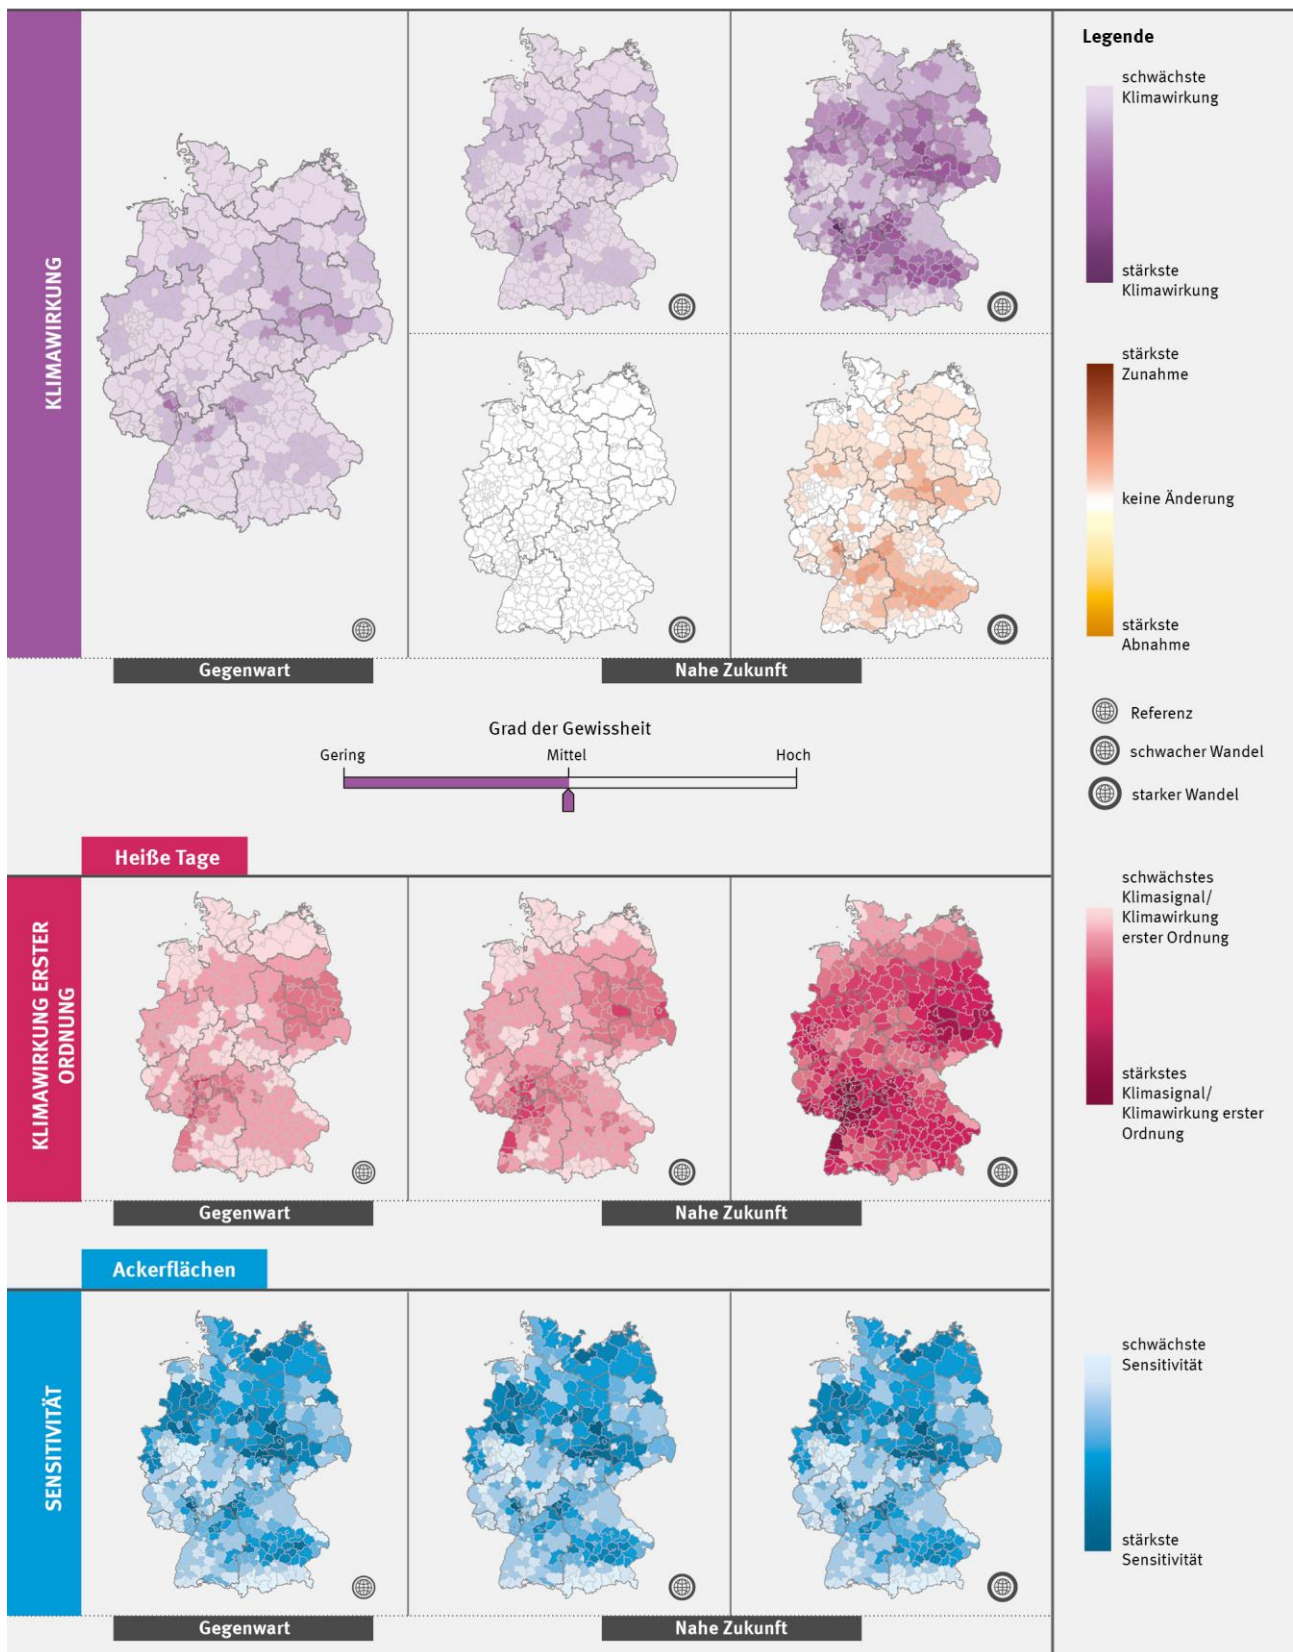 KLIMAWIRKUNG
Gegenwart
Nahe Zukunft
Grad der Gewissheit
Gering
Mittel
Hoch
Heiße Tage
KLIMAWIRKUNG ERSTER
ORDNUNG
Gegenwart
Nahe Zukunft
Ackerflächen
SENSITIVITÄT
Gegenwart
Nahe Zukunft
Legende
schwächste
Klimawirkung
stärkste
Klimawirkung
stärkste
Zunahme
keine Änderung
stärkste
Abnahme
Referenz
schwacher Wandel
starker Wandel
schwächstes
Klimasignal/
Klimawirkung
erster Ordnung
stärkstes
Klimasignal/
Klimawirkung erster
Ordnung
schwächste
Sensitivität
stärkste
Sensitivität